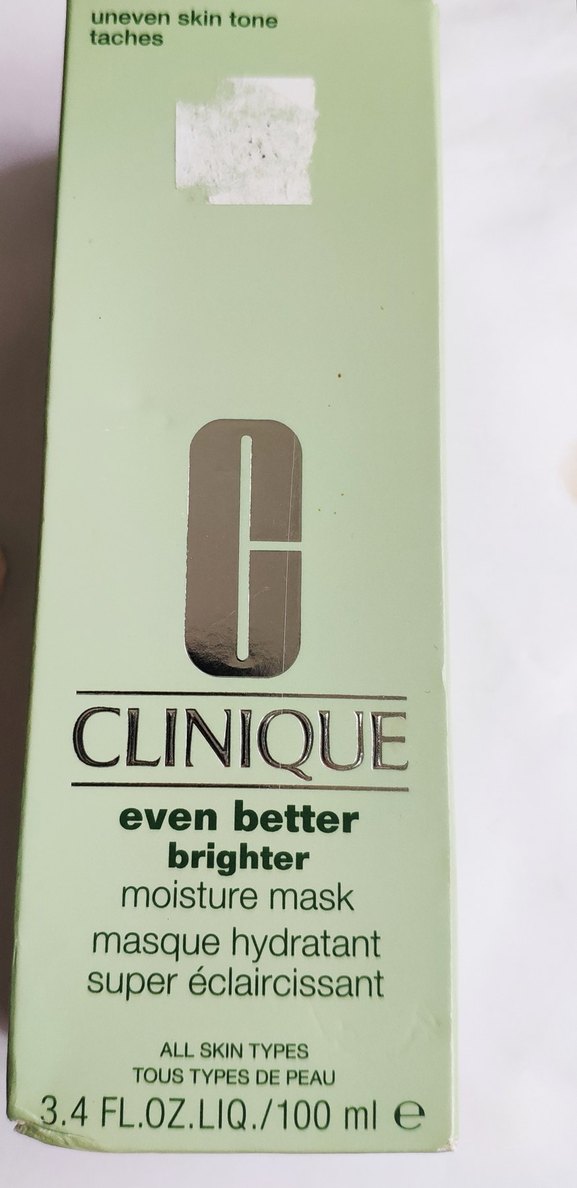 uneven skin tone
taches
C
CLINIQUE
even better
brighter
moisture mask
masque hydratant
super éclaircissant
ALL SKIN TYPES
TOUS TYPES DE PEAU
3.4 FL.OZ.LIQ./100 ml ℮